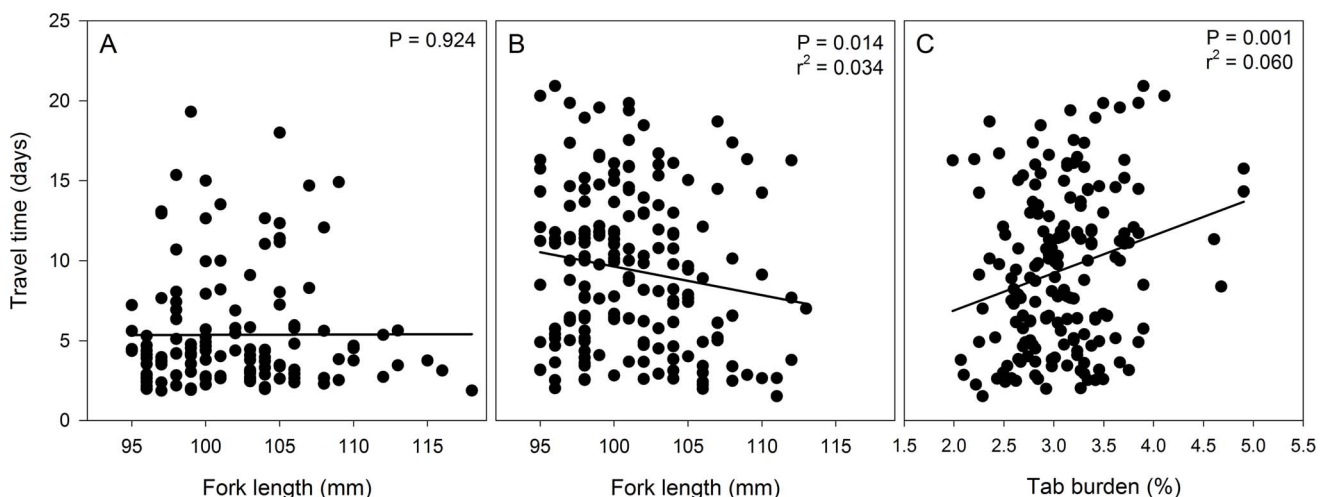 A
P = 0.924
B
P = 0.014
r² = 0.034
C
P = 0.001
r² = 0.060
25
20
15
10
5
0
Travel time (days)
95 100 105 110 115
95 100 105 110 115
1.5 2.0 2.5 3.0 3.5 4.0 4.5 5.0 5.5
Fork length (mm)
Fork length (mm)
Tab burden (%)